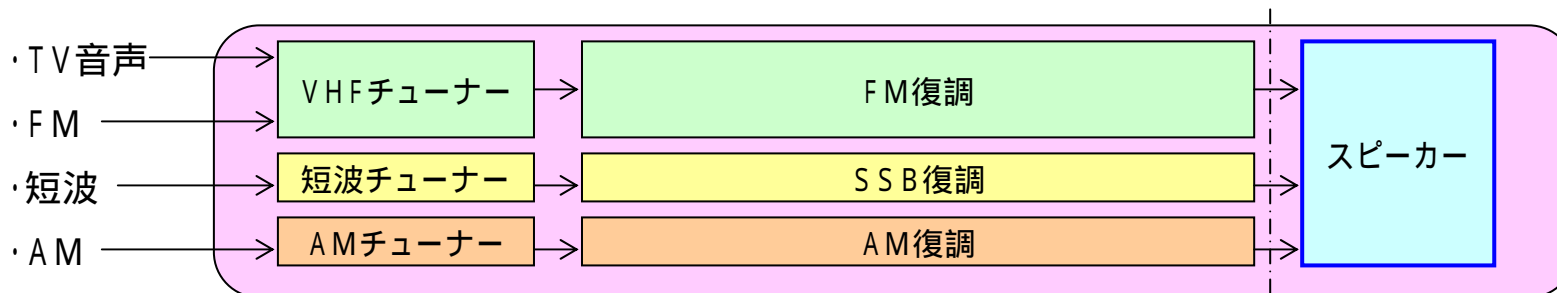 ・TV音声
・FM
・短波
・AM
VHFチューナー
短波チューナー
AMチューナー
FM復調
SSB復調
AM復調
スピーカー